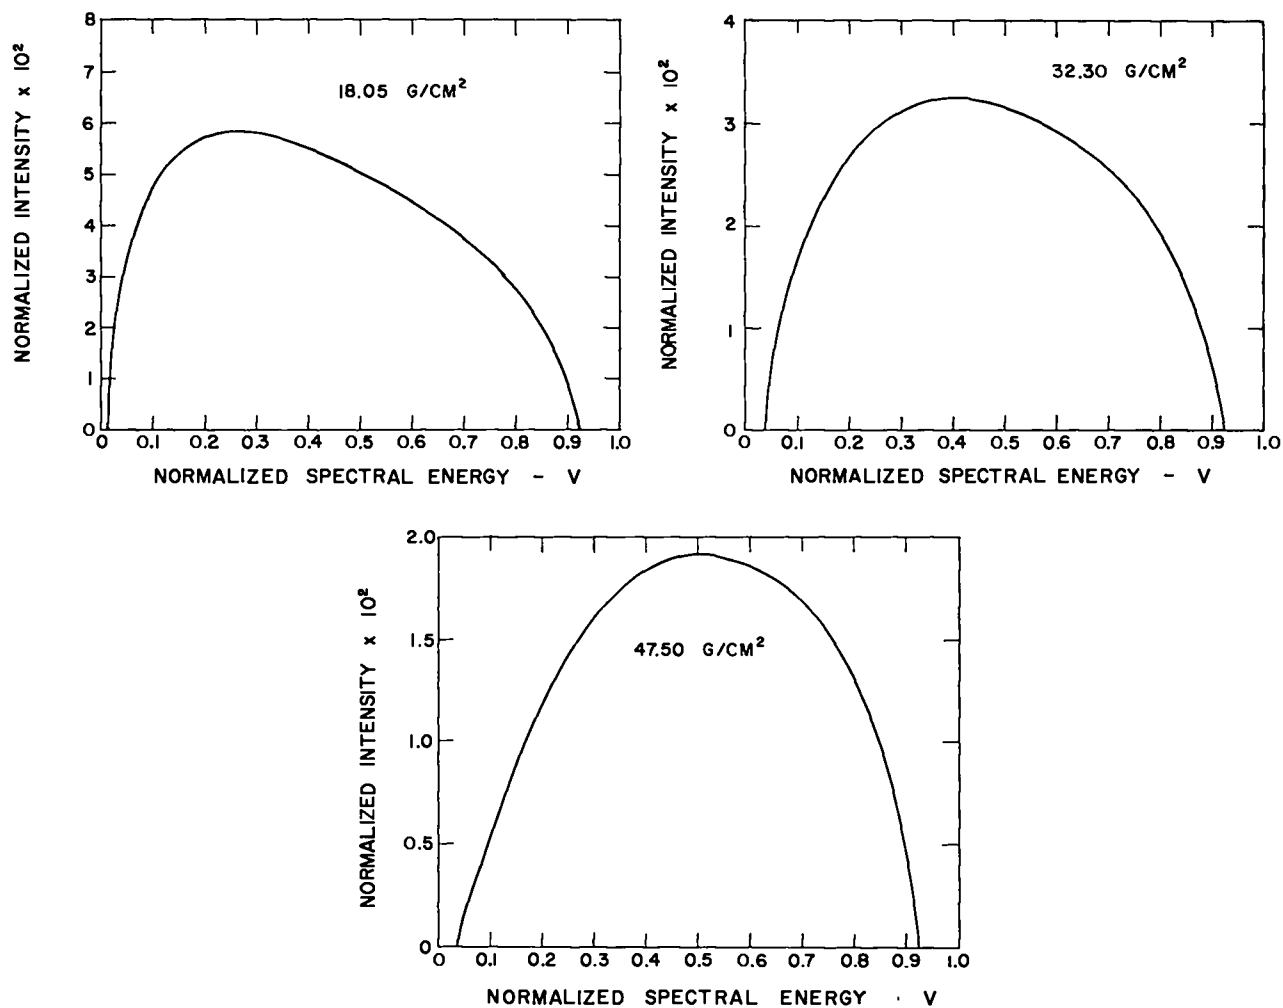 NORMALIZED INTENSITY x 10²
8
7
6
5
4
3
2
1
0
18.05 G/CM²
0 0.1 0.2 0.3 0.4 0.5 0.6 0.7 0.8 0.9 1.0
NORMALIZED SPECTRAL ENERGY - V
NORMALIZED INTENSITY x 10²
4
3
2
1
0
32.30 G/CM²
0 0.1 0.2 0.3 0.4 0.5 0.6 0.7 0.8 0.9 1.0
NORMALIZED SPECTRAL ENERGY - V
NORMALIZED INTENSITY x 10²
2.0
1.5
1.0
0.5
0
47.50 G/CM²
0 0.1 0.2 0.3 0.4 0.5 0.6 0.7 0.8 0.9 1.0
NORMALIZED SPECTRAL ENERGY · V